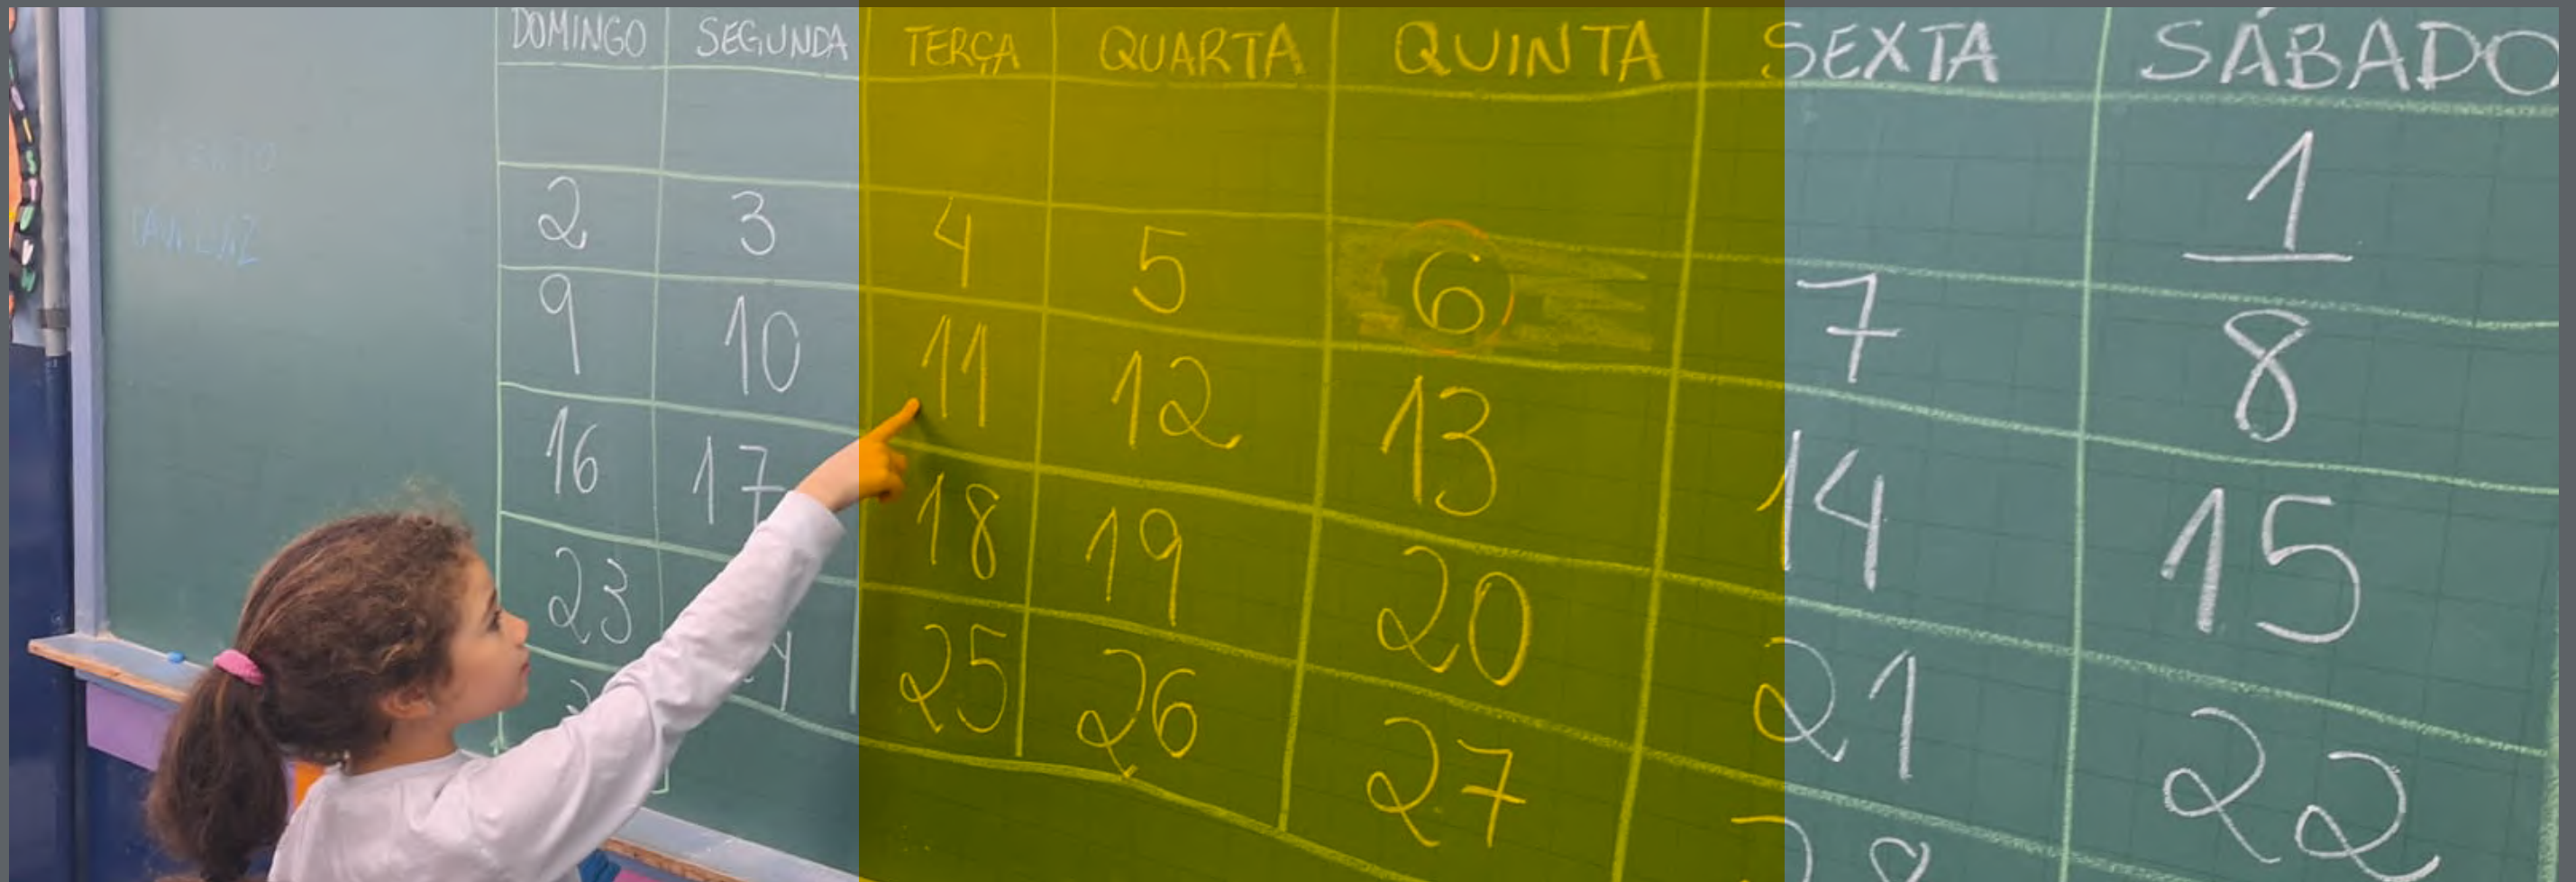 DOMINGO SEGUNDA TERÇA QUARTA QUINTA SEXTA SÁBADO
1
2 3 4 5 6 7 8
9 10 11 12 13 14 15
16 17 18 19 20 21 22
23 25 26 27